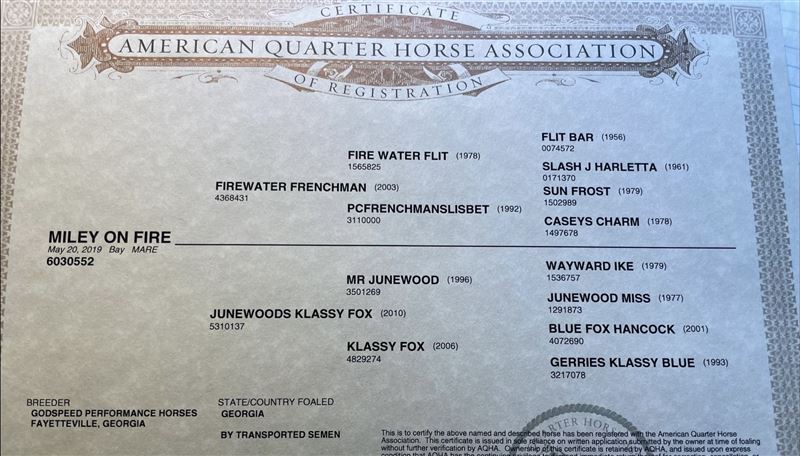 CERTIFICATE
AMERICAN QUARTER HORSE ASSOCIATION
OF REGISTRATION
FLIT BAR (1956)
0074572
FIRE WATER FLIT (1978)
1565825
SLASH J HARLETTA (1961)
0171370
FIREWATER FRENCHMAN (2003)
4368431
SUN FROST (1979)
1502989
PCFRENCHMANSLISBET (1992)
3110000
CASEYS CHARM (1978)
1497678
MILEY ON FIRE
May 20, 2019 Bay MARE
6030552
WAYWARD IKE (1979)
1536757
MR JUNEWOOD (1996)
3501269
JUNEWOOD MISS (1977)
1291873
JUNEWOODS KLASSY FOX (2010)
5310137
BLUE FOX HANCOCK (2001)
4072690
KLASSY FOX (2006)
4829274
GERRIES KLASSY BLUE (1993)
3217078
BREEDER
GODSPEED PERFORMANCE HORSES
FAYETTEVILLE, GEORGIA
STATE/COUNTRY FOALED
GEORGIA
BY TRANSPORTED SEMEN
This is to certify the above named and described horse has been registered with the American Quarter Horse
Association. This certificate is issued in sole reliance on written application submitted by the owner at time of foaling
without further verification by AQHA. Ownership of this certificate is retained by AQHA, and issued upon express